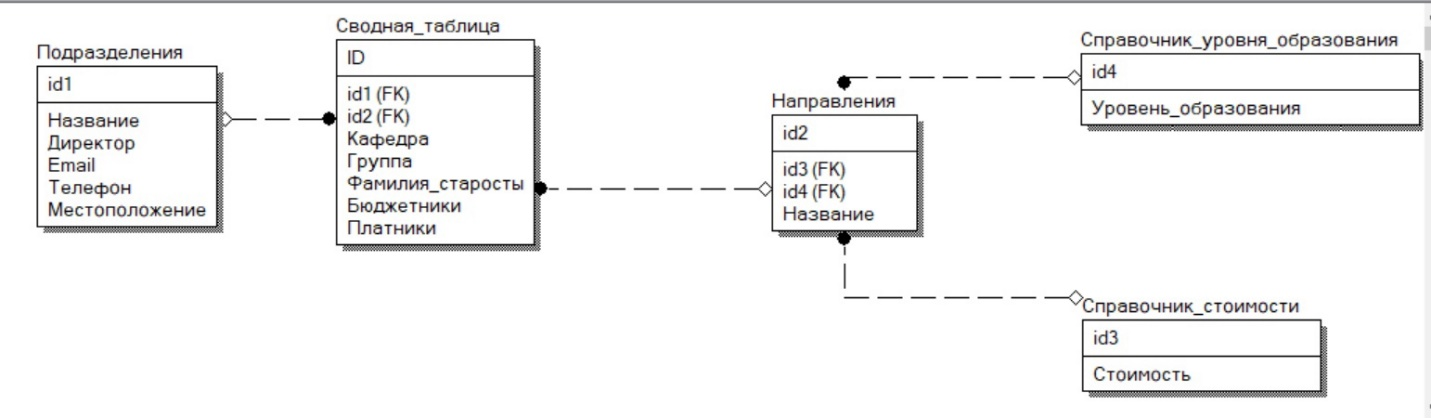 Подразделения
id1
Название
Директор
Email
Телефон
Местоположение
Сводная_таблица
ID
id1 (FK)
id2 (FK)
Кафедра
Группа
Фамилия_старосты
Бюджетники
Платники
Направления
id2
id3 (FK)
id4 (FK)
Название
Справочник_уровня_образования
id4
Уровень_образования
Справочник_стоимости
id3
Стоимость